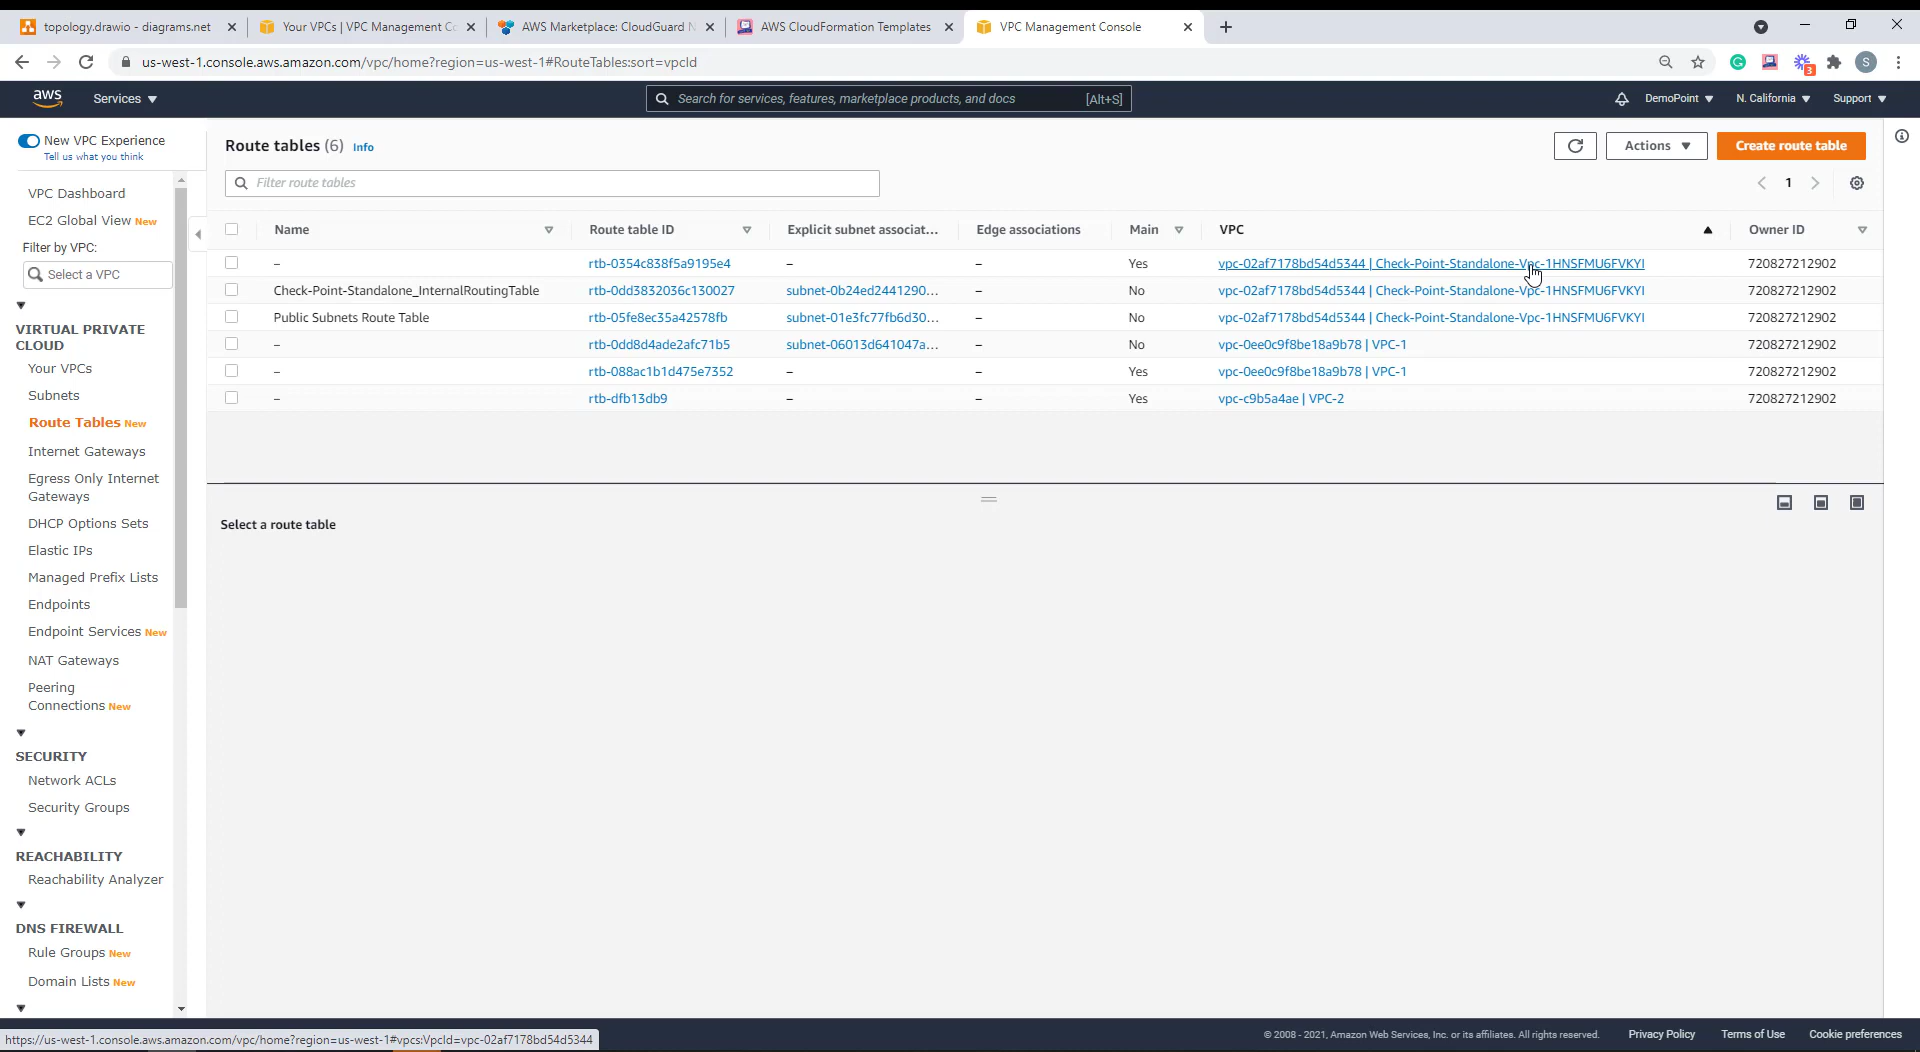 topology.drawio - diagrams.net
Your VPCs | VPC Management Co
AWS Marketplace: CloudGuard N
AWS CloudFormation Templates
VPC Management Console
us-west-1.console.aws.amazon.com/vpc/home?region=us-west-1#RouteTables:sort=vpcId
3
S
aws
Services
Search for services, features, marketplace products, and docs [Alt+S]
DemoPoint
N. California
Support
New VPC Experience
Tell us what you think
VPC Dashboard
EC2 Global View New
Filter by VPC:
Select a VPC
VIRTUAL PRIVATE
CLOUD
Your VPCs
Subnets
Route Tables New
Internet Gateways
Egress Only Internet
Gateways
DHCP Options Sets
Elastic IPs
Managed Prefix Lists
Endpoints
Endpoint Services New
NAT Gateways
Peering
Connections New
SECURITY
Network ACLs
Security Groups
REACHABILITY
Reachability Analyzer
DNS FIREWALL
Rule Groups New
Domain Lists New
Route tables (6) Info
Actions
Create route table
Filter route tables
1
Name Route table ID Explicit subnet associat... Edge associations Main VPC Owner ID
– rtb-0354c838f5a9195e4 – – Yes vpc-02af7178bd54d5344 | Check-Point-Standalone-Vpc-1HNSFMU6FVKYI 720827212902
Check-Point-Standalone_InternalRoutingTable rtb-0dd3832036c130027 subnet-0b24ed2441290... – No vpc-02af7178bd54d5344 | Check-Point-Standalone-Vpc-1HNSFMU6FVKYI 720827212902
Public Subnets Route Table rtb-05fe8ec35a42578fb subnet-01e3fc77fb6d30... – No vpc-02af7178bd54d5344 | Check-Point-Standalone-Vpc-1HNSFMU6FVKYI 720827212902
– rtb-0dd8d4ade2afc71b5 subnet-06013d641047a... – No vpc-0ee0c9f8be18a9b78 | VPC-1 720827212902
– rtb-088ac1b1d475e7352 – – Yes vpc-0ee0c9f8be18a9b78 | VPC-1 720827212902
– rtb-dfb13db9 – – Yes vpc-c9b5a4ae | VPC-2 720827212902
Select a route table
https://us-west-1.console.aws.amazon.com/vpc/home?region=us-west-1#vpcs:VpcId=vpc-02af7178bd54d5344
© 2008 - 2021, Amazon Web Services, Inc. or its affiliates. All rights reserved. Privacy Policy Terms of Use Cookie preferences